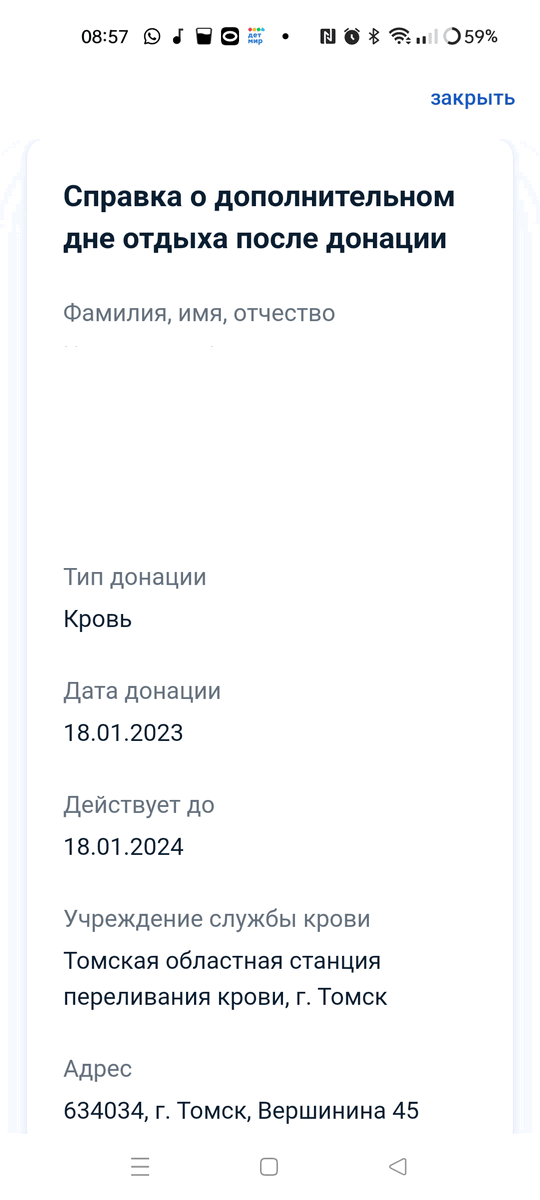 08:57
дет
мир
59%
закрыть
Справка о дополнительном
дне отдыха после донации
Фамилия, имя, отчество
Тип донации
Кровь
Дата донации
18.01.2023
Действует до
18.01.2024
Учреждение службы крови
Томская областная станция
переливания крови, г. Томск
Адрес
634034, г. Томск, Вершинина 45